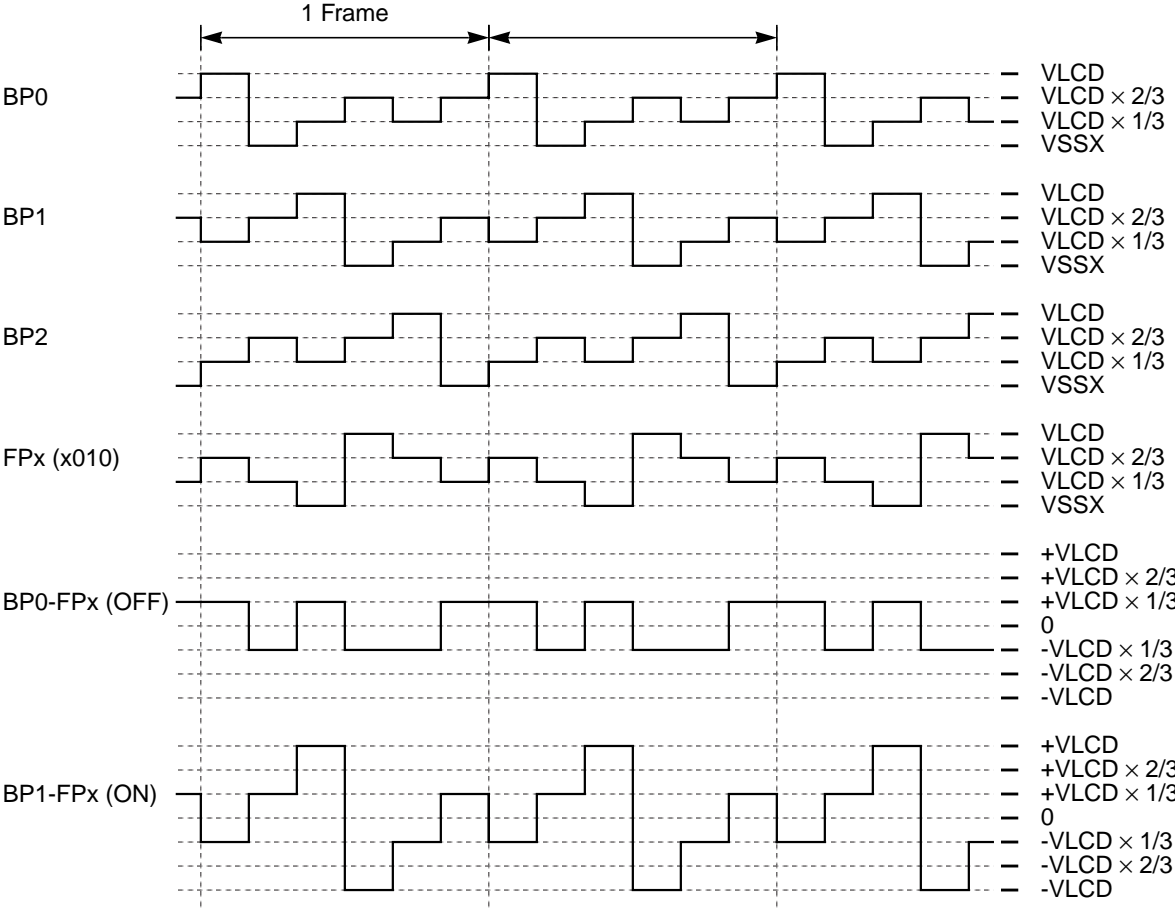 1 Frame
BP0
VLCD
VLCD × 2/3
VLCD × 1/3
VSSX
BP1
VLCD
VLCD × 2/3
VLCD × 1/3
VSSX
BP2
VLCD
VLCD × 2/3
VLCD × 1/3
VSSX
FPx (x010)
VLCD
VLCD × 2/3
VLCD × 1/3
VSSX
BP0-FPx (OFF)
+VLCD
+VLCD × 2/3
+VLCD × 1/3
0
-VLCD × 1/3
-VLCD × 2/3
-VLCD
BP1-FPx (ON)
+VLCD
+VLCD × 2/3
+VLCD × 1/3
0
-VLCD × 1/3
-VLCD × 2/3
-VLCD